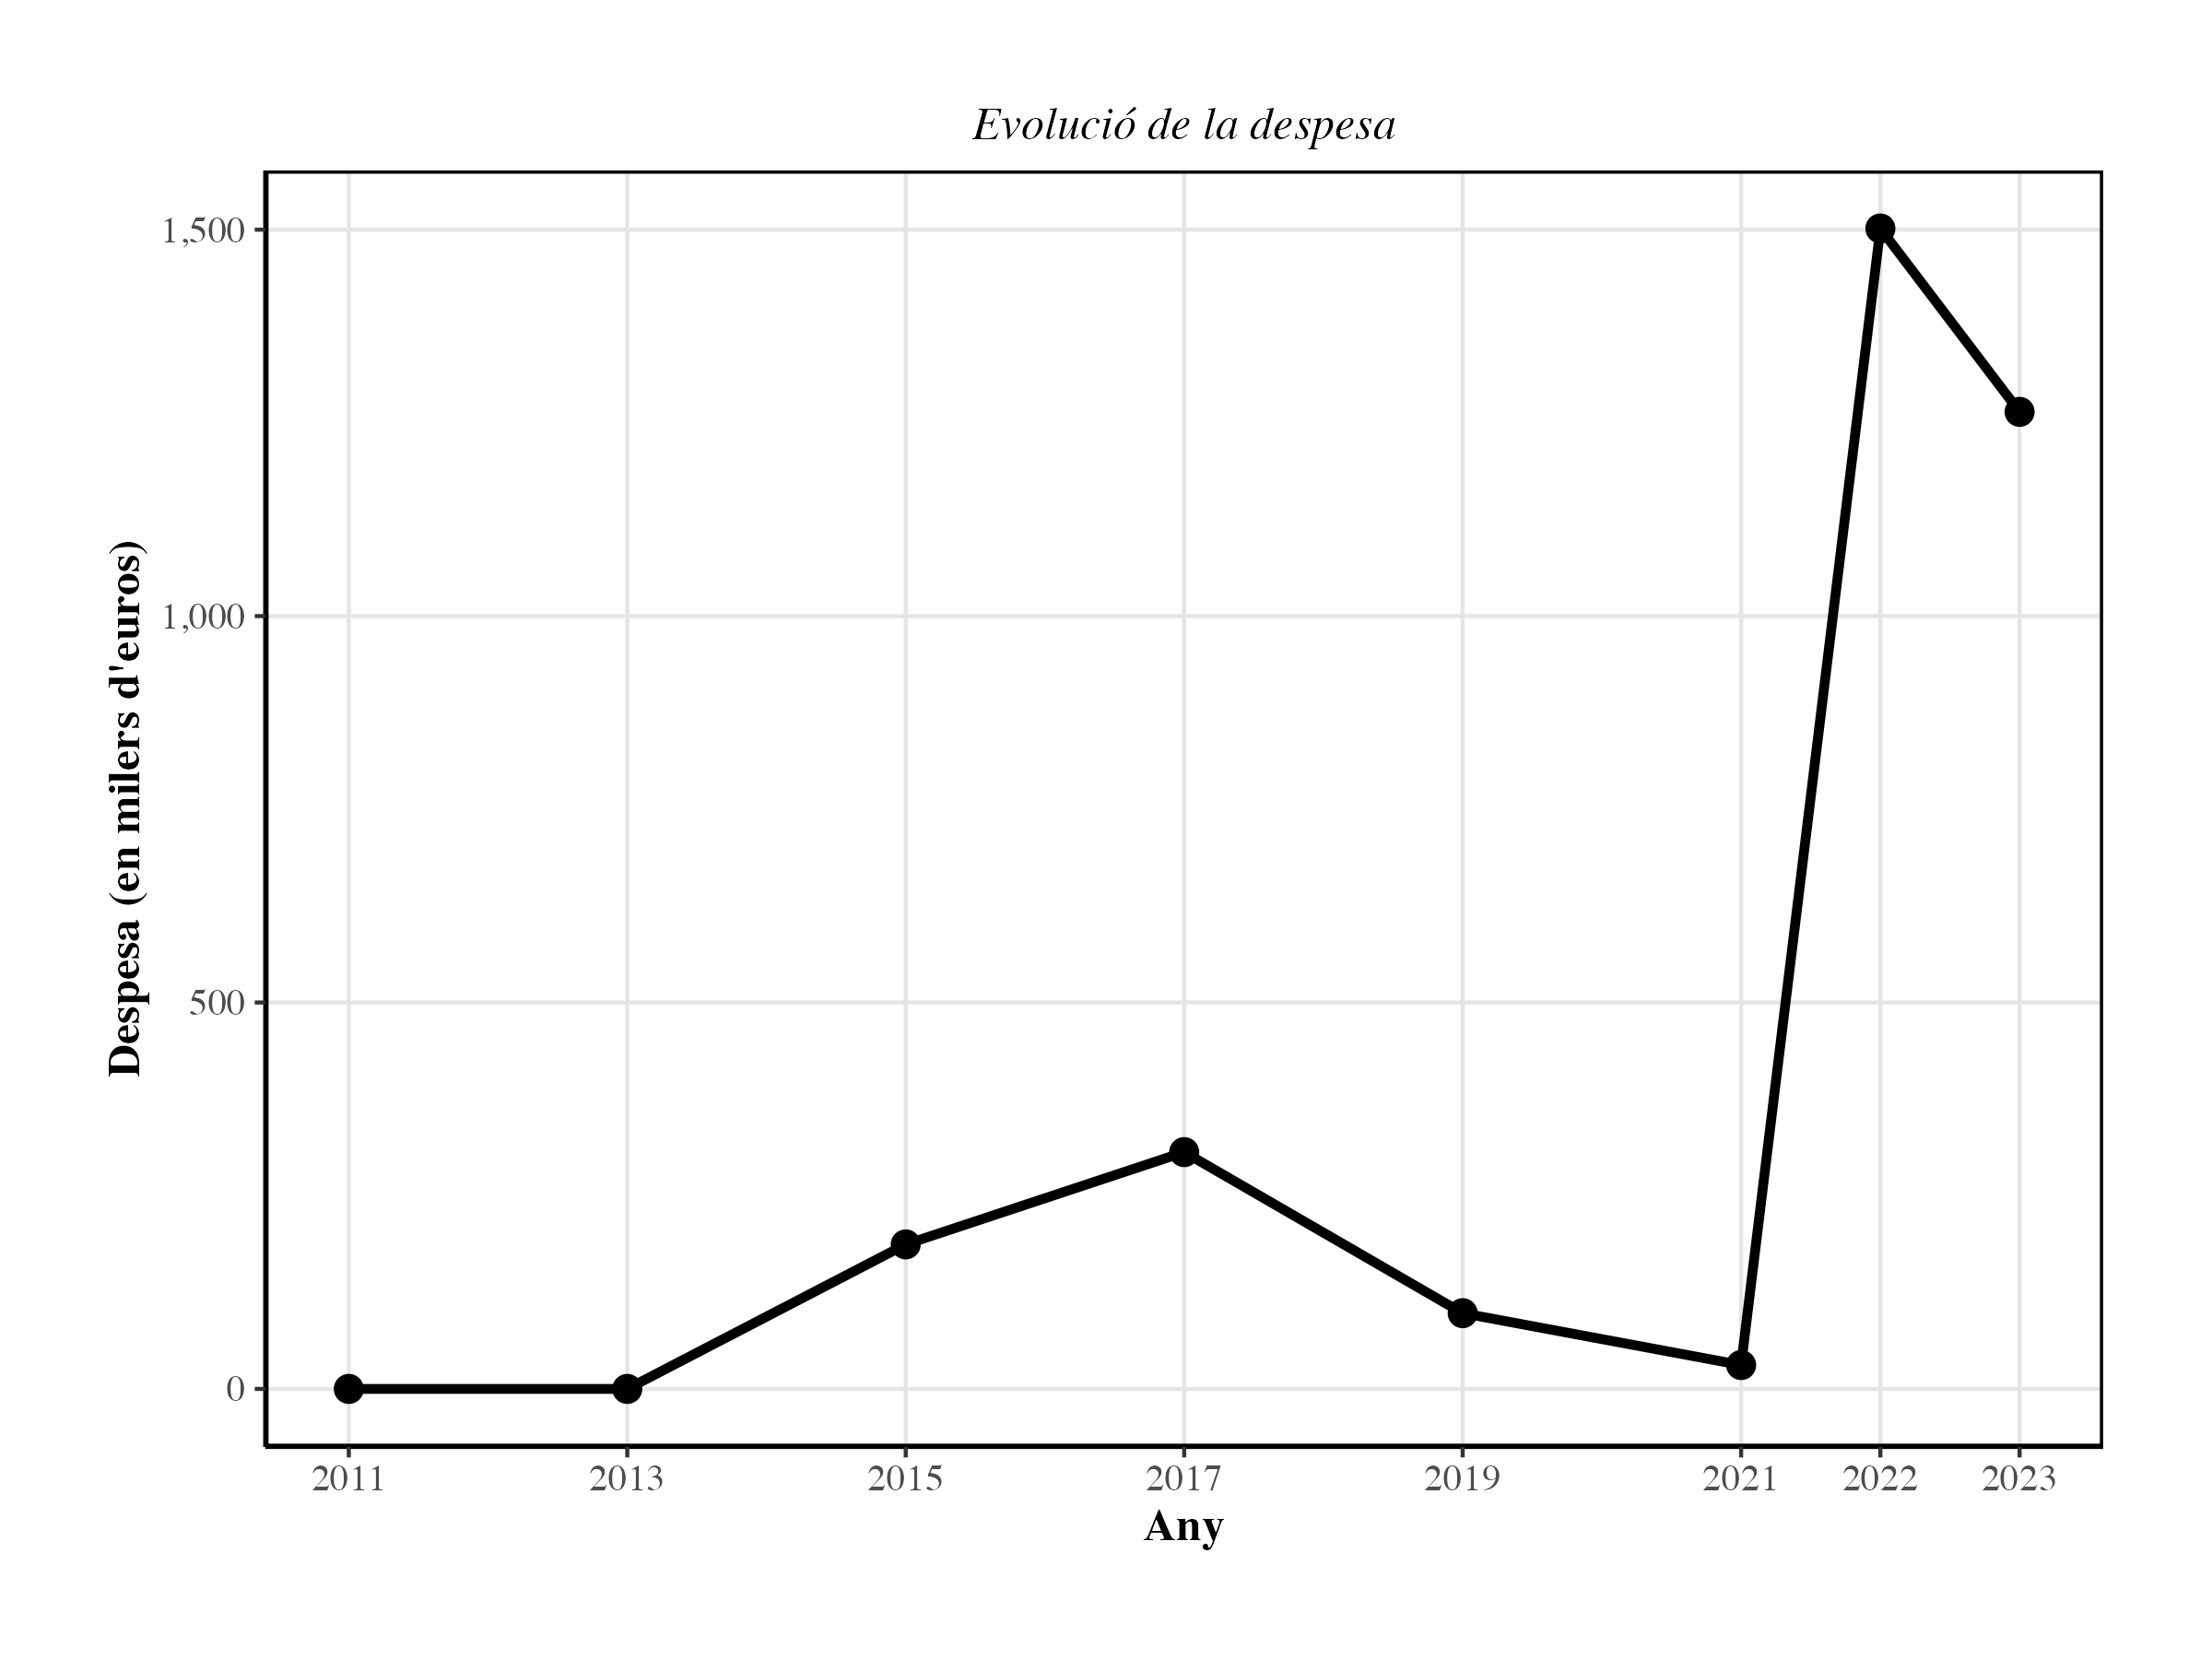 Evolució de la despesa
1,500
1,000
500
0
Despesa (en milers d'euros)
2011 2013 2015 2017 2019 2021 2022 2023
Any